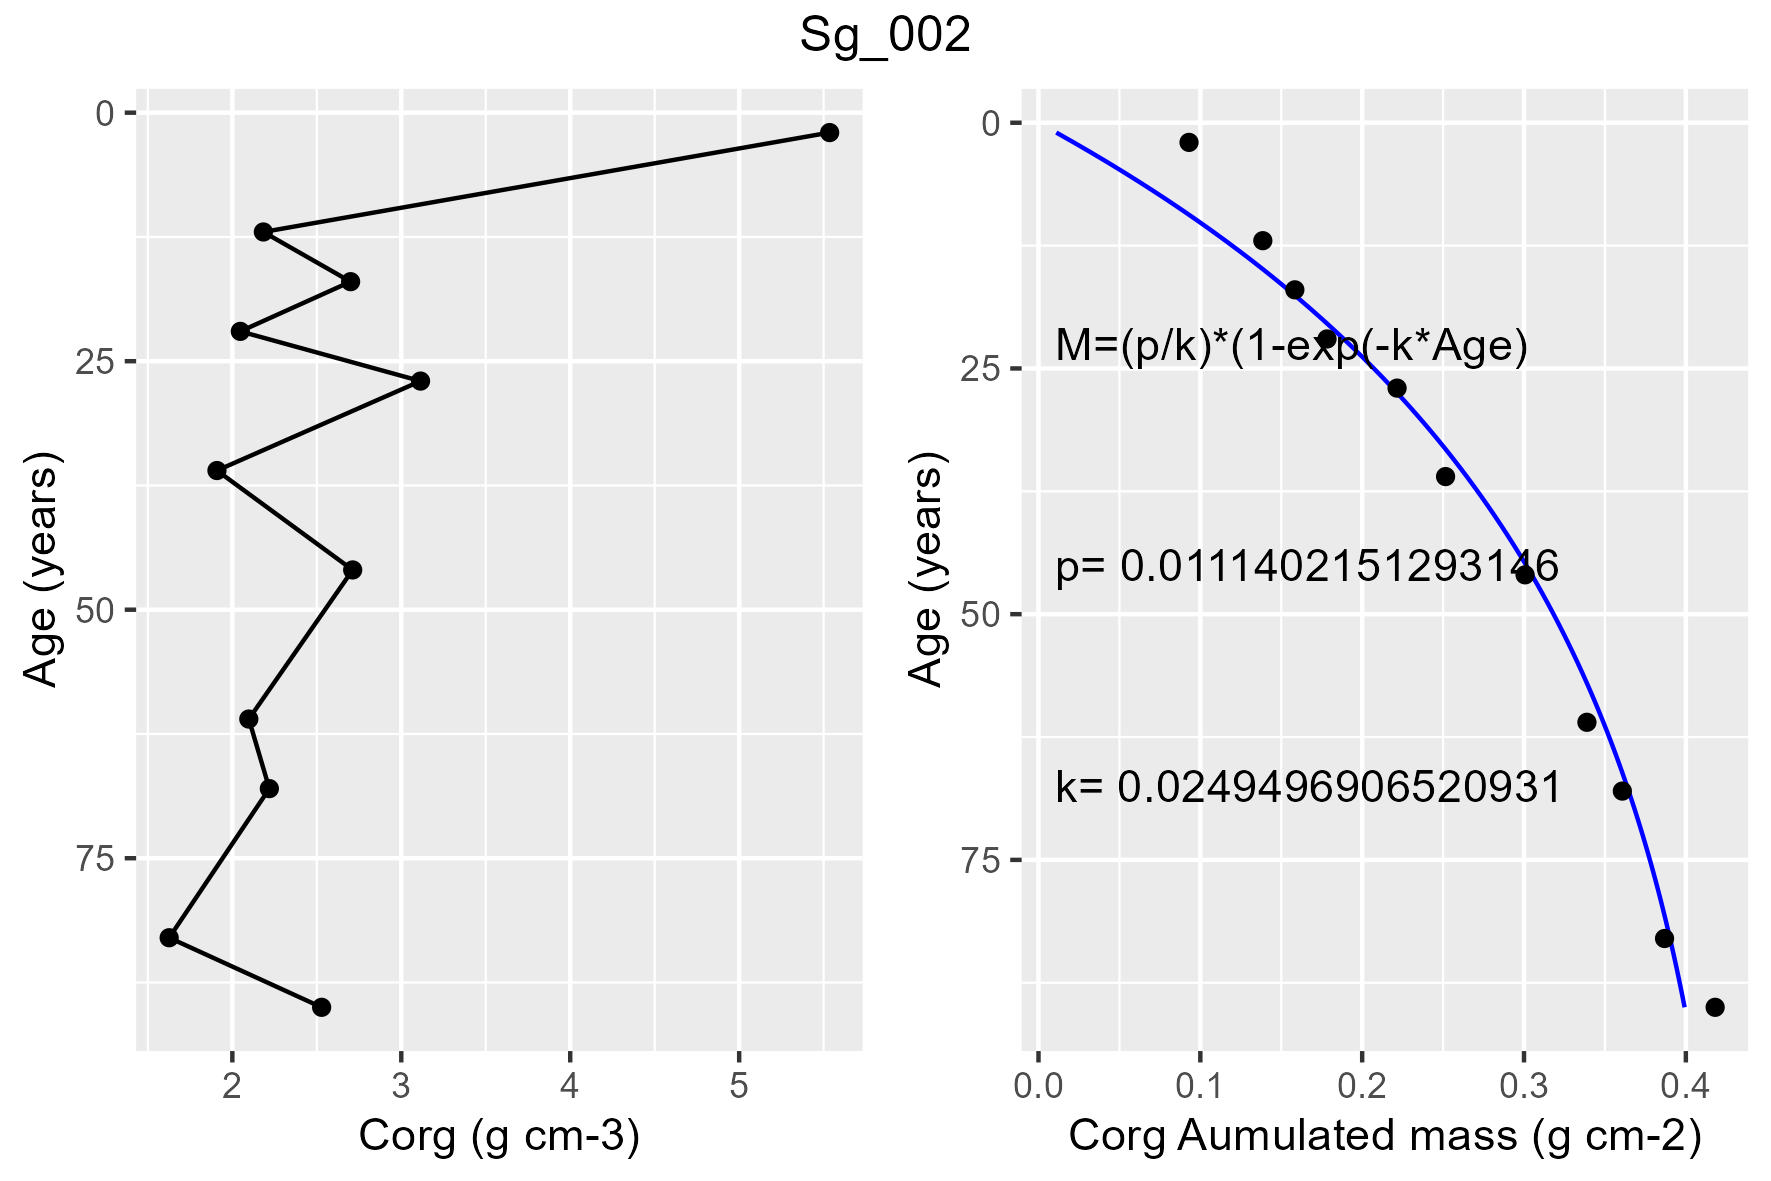 Sg_002
0
25
50
75
Age (years)
2
3
4
5
Corg (g cm-3)
0
25
50
75
Age (years)
M=(p/k)*(1-exp(-k*Age)
p= 0.0111402151293146
k= 0.0249496906520931
0.0
0.1
0.2
0.3
0.4
Corg Aumulated mass (g cm-2)